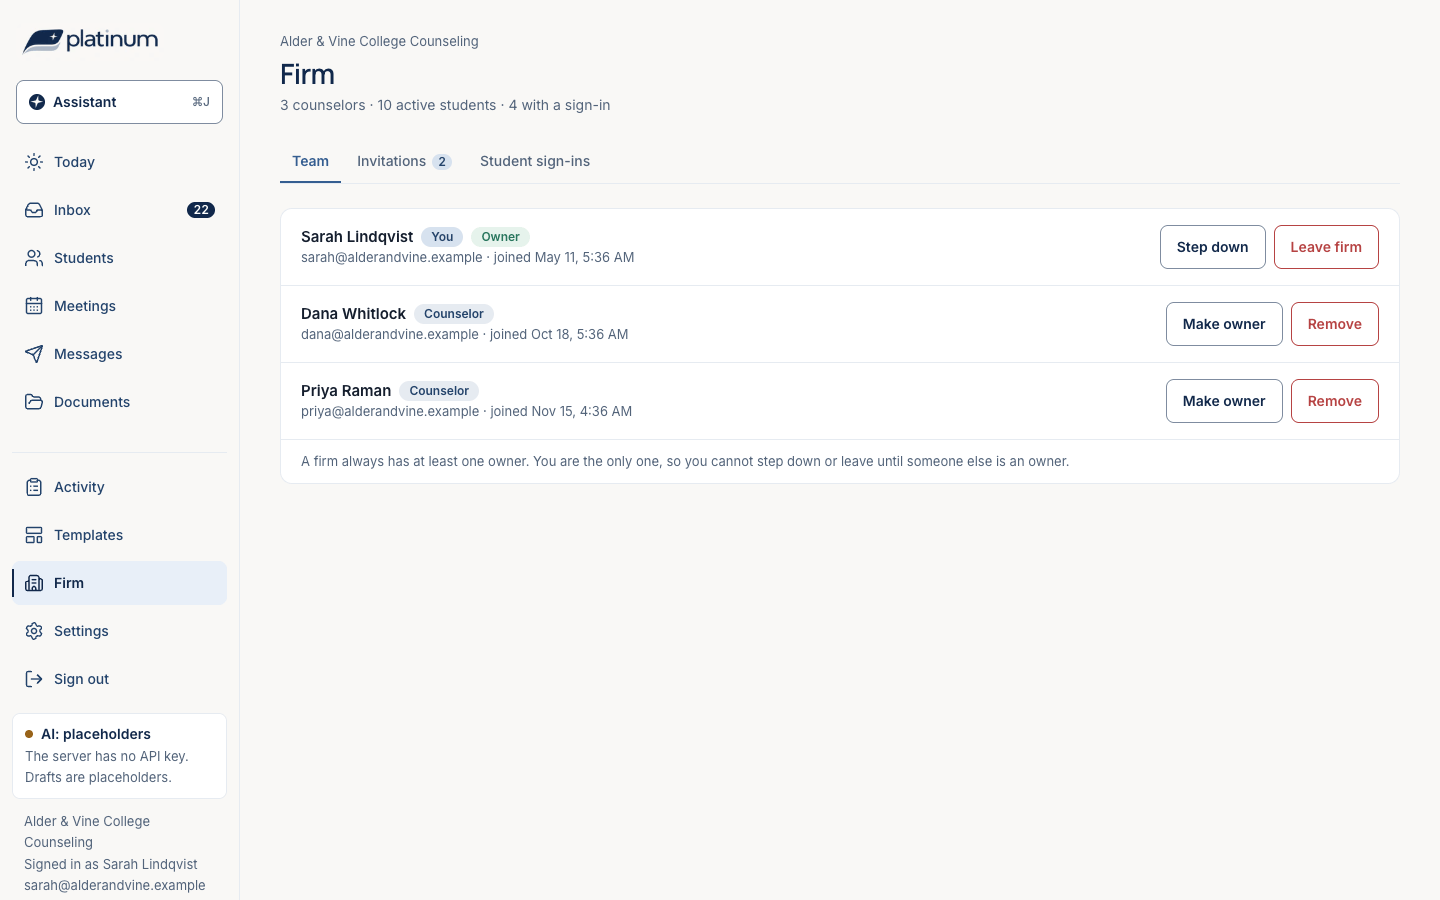 platinum
Assistant ⌘J
Today
Inbox 22
Students
Meetings
Messages
Documents
Activity
Templates
Firm
Settings
Sign out
AI: placeholders
The server has no API key.
Drafts are placeholders.
Alder & Vine College
Counseling
Signed in as Sarah Lindqvist
sarah@alderandvine.example
Alder & Vine College Counseling
Firm
3 counselors · 10 active students · 4 with a sign-in
Team Invitations 2 Student sign-ins
Sarah Lindqvist You Owner
sarah@alderandvine.example · joined May 11, 5:36 AM
Step down Leave firm
Dana Whitlock Counselor
dana@alderandvine.example · joined Oct 18, 5:36 AM
Make owner Remove
Priya Raman Counselor
priya@alderandvine.example · joined Nov 15, 4:36 AM
Make owner Remove
A firm always has at least one owner. You are the only one, so you cannot step down or leave until someone else is an owner.